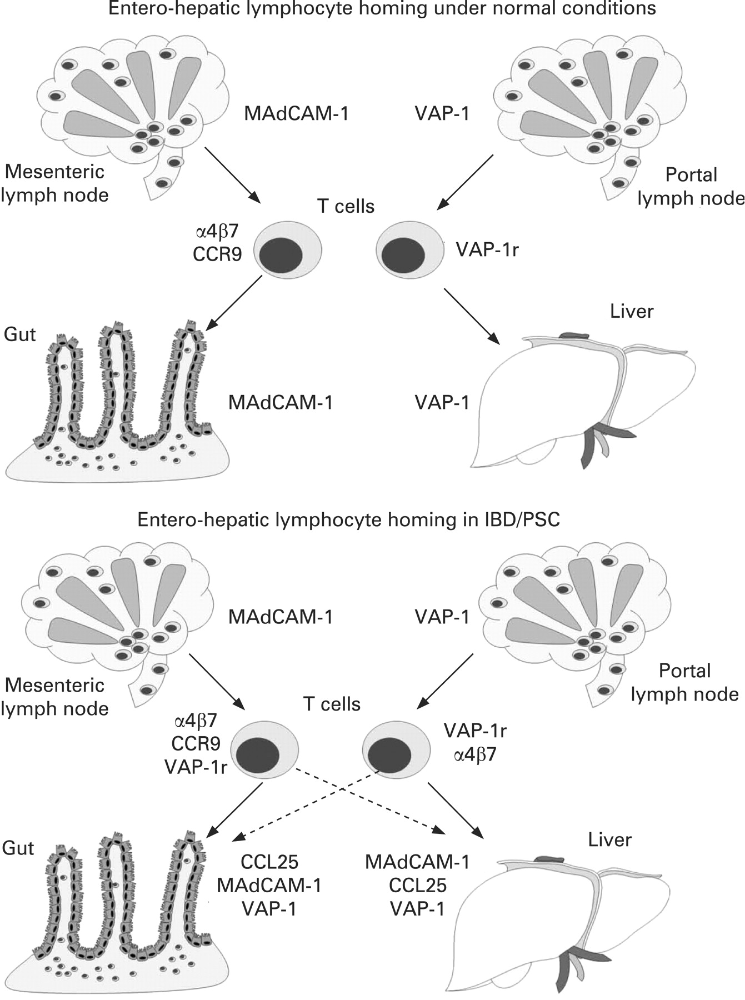 Entero-hepatic lymphocyte homing under normal conditions
MAdCAM-1
VAP-1
Mesenteric
lymph node
Portal
lymph node
T cells
α4β7
CCR9
VAP-1r
Gut
Liver
MAdCAM-1
VAP-1
Entero-hepatic lymphocyte homing in IBD/PSC
MAdCAM-1
VAP-1
Mesenteric
lymph node
Portal
lymph node
T cells
α4β7
CCR9
VAP-1r
VAP-1r
α4β7
Gut
CCL25
MAdCAM-1
VAP-1
MAdCAM-1
CCL25
VAP-1
Liver